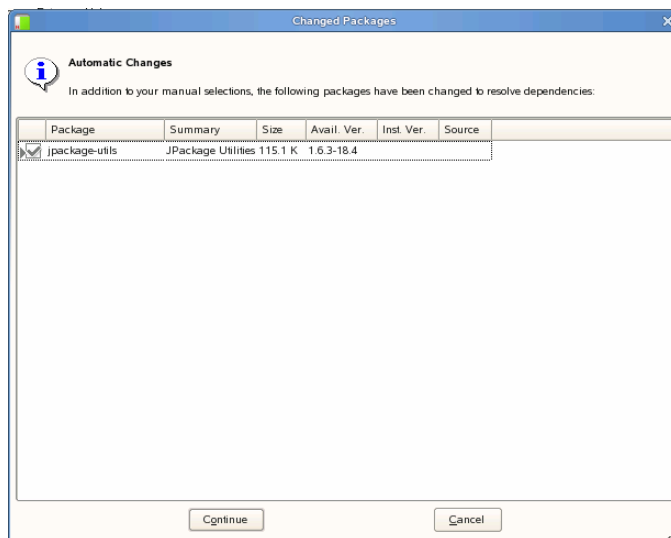 Changed Packages
Automatic Changes
In addition to your manual selections, the following packages have been changed to resolve dependencies:
Package Summary Size Avail. Ver. Inst. Ver. Source
jpackage-utils JPackage Utilities 115.1 K 1.6.3-18.4
Continue Cancel